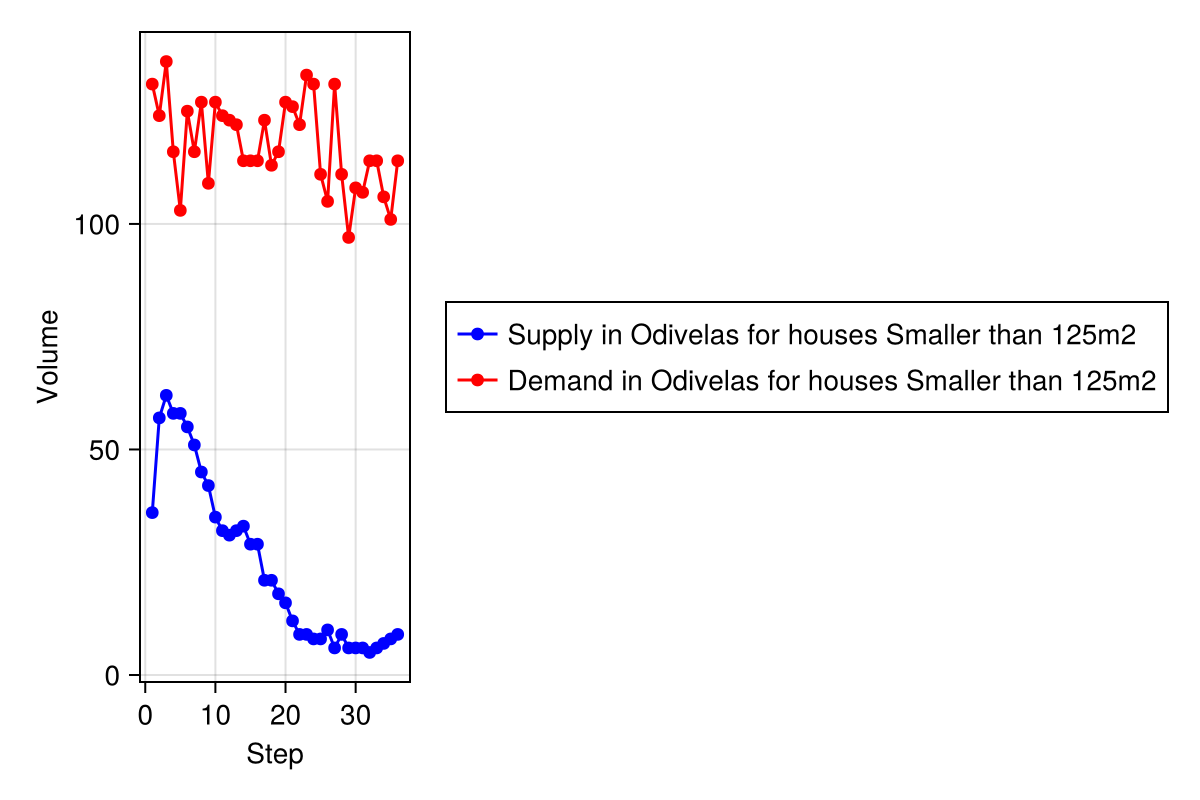 100
50
0
0 10 20 30
Volume
Step
Supply in Odivelas for houses Smaller than 125m2
Demand in Odivelas for houses Smaller than 125m2